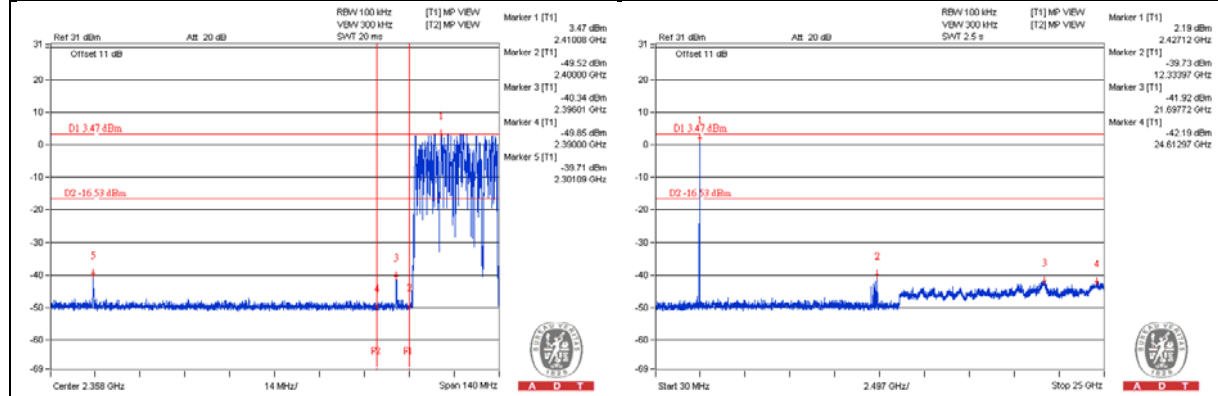 RBW 100 kHz [T1] MP VIEW
VBW 300 kHz [T2] MP VIEW
Ref 31 dBm Att 20 dB SWT 20 ms
Offset 11 dB
31
20
10
0
-10
-20
-30
-40
-50
-60
-69
D1 3.47 dBm
D2 -16.53 dBm
1
5
3
4
2
F2
F1
Center 2.358 GHz 14 MHz/ Span 140 MHz
Marker 1 [T1]
3.47 dBm
2.41008 GHz
Marker 2 [T1]
-49.52 dBm
2.40000 GHz
Marker 3 [T1]
-40.34 dBm
2.39601 GHz
Marker 4 [T1]
-49.85 dBm
2.39000 GHz
Marker 5 [T1]
-39.71 dBm
2.30109 GHz
BUREAU VERITAS
1828
A D T
RBW 100 kHz [T1] MP VIEW
VBW 300 kHz [T2] MP VIEW
Ref 31 dBm Att 20 dB SWT 2.5 s
Offset 11 dB
31
20
10
0
-10
-20
-30
-40
-50
-60
-69
D1 3.47 dBm
D2 -16.53 dBm
1
2
3
4
Start 30 MHz 2.497 GHz/ Stop 25 GHz
Marker 1 [T1]
2.19 dBm
2.42712 GHz
Marker 2 [T1]
-39.73 dBm
12.33397 GHz
Marker 3 [T1]
-41.92 dBm
21.69772 GHz
Marker 4 [T1]
-42.19 dBm
24.61297 GHz
BUREAU VERITAS
1828
A D T